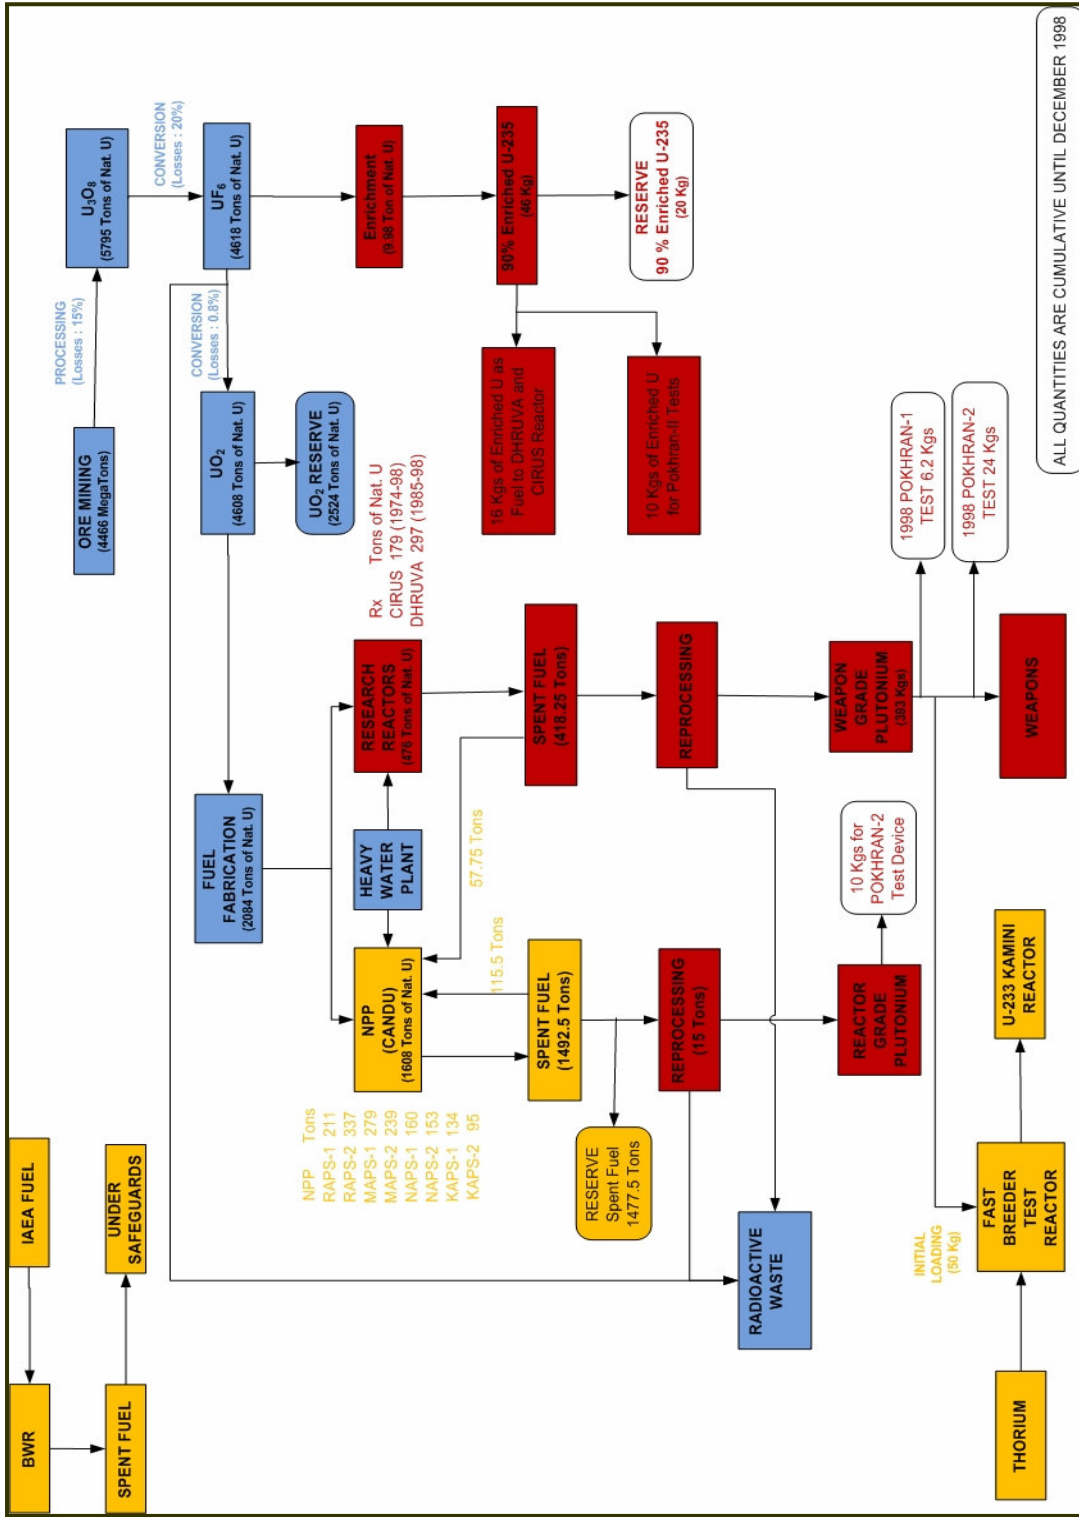 IAEA FUEL
BWR
UNDER
SAFEGUARDS
SPENT FUEL
ORE MINING
(4466 MegaTons)
PROCESSING
(Losses : 15%)
U3O8
(5795 Tons of Nat. U)
CONVERSION
(Losses : 20%)
UF6
(4618 Tons of Nat. U)
CONVERSION
(Losses : 0.8%)
UO2
(4608 Tons of Nat. U)
UO2 RESERVE
(2524 Tons of Nat. U)
FUEL
FABRICATION
(2084 Tons of Nat. U)
Enrichment
(9.98 Ton of Nat. U)
90% Enriched U-235
(46 Kg)
RESERVE
90 % Enriched U-235
(20 Kg)
16 Kgs of Enriched U as
Fuel to DHRUVA and
CIRUS Reactor
10 Kgs of Enriched U
for Pokhran-II Tests
Rx Tons of Nat. U
CIRUS 179 (1974-98)
DHRUVA 297 (1985-98)
RESEARCH
REACTORS
(476 Tons of Nat. U)
HEAVY
WATER
PLANT
NPP
(CANDU)
(1608 Tons of Nat. U)
NPP Tons
RAPS-1 211
RAPS-2 337
MAPS-1 279
MAPS-2 239
NAPS-1 160
NAPS-2 153
KAPS-1 134
KAPS-2 95
57.75 Tons
115.5 Tons
SPENT FUEL
(418.25 Tons)
SPENT FUEL
(1492.5 Tons)
RESERVE
Spent Fuel
1477.5 Tons
REPROCESSING
REPROCESSING
(15 Tons)
RADIOACTIVE
WASTE
WEAPON
GRADE
PLUTONIUM
(393 Kgs)
REACTOR
GRADE
PLUTONIUM
10 Kgs for
POKHRAN-2
Test Device
1998 POKHRAN-1
TEST 6.2 Kgs
1998 POKHRAN-2
TEST 24 Kgs
WEAPONS
INITIAL
LOADING
(50 Kg)
FAST
BREEDER
TEST
REACTOR
U-233 KAMINI
REACTOR
THORIUM
ALL QUANTITIES ARE CUMULATIVE UNTIL DECEMBER 1998